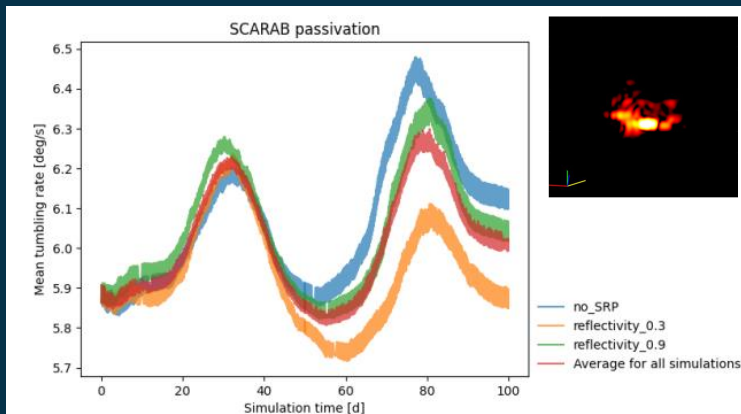 SCARAB passivation
Mean tumbling rate [deg/s]
6.5
6.4
6.3
6.2
6.1
6.0
5.9
5.8
5.7
0 20 40 60 80 100
Simulation time [d]
no_SRP
reflectivity_0.3
reflectivity_0.9
Average for all simulations